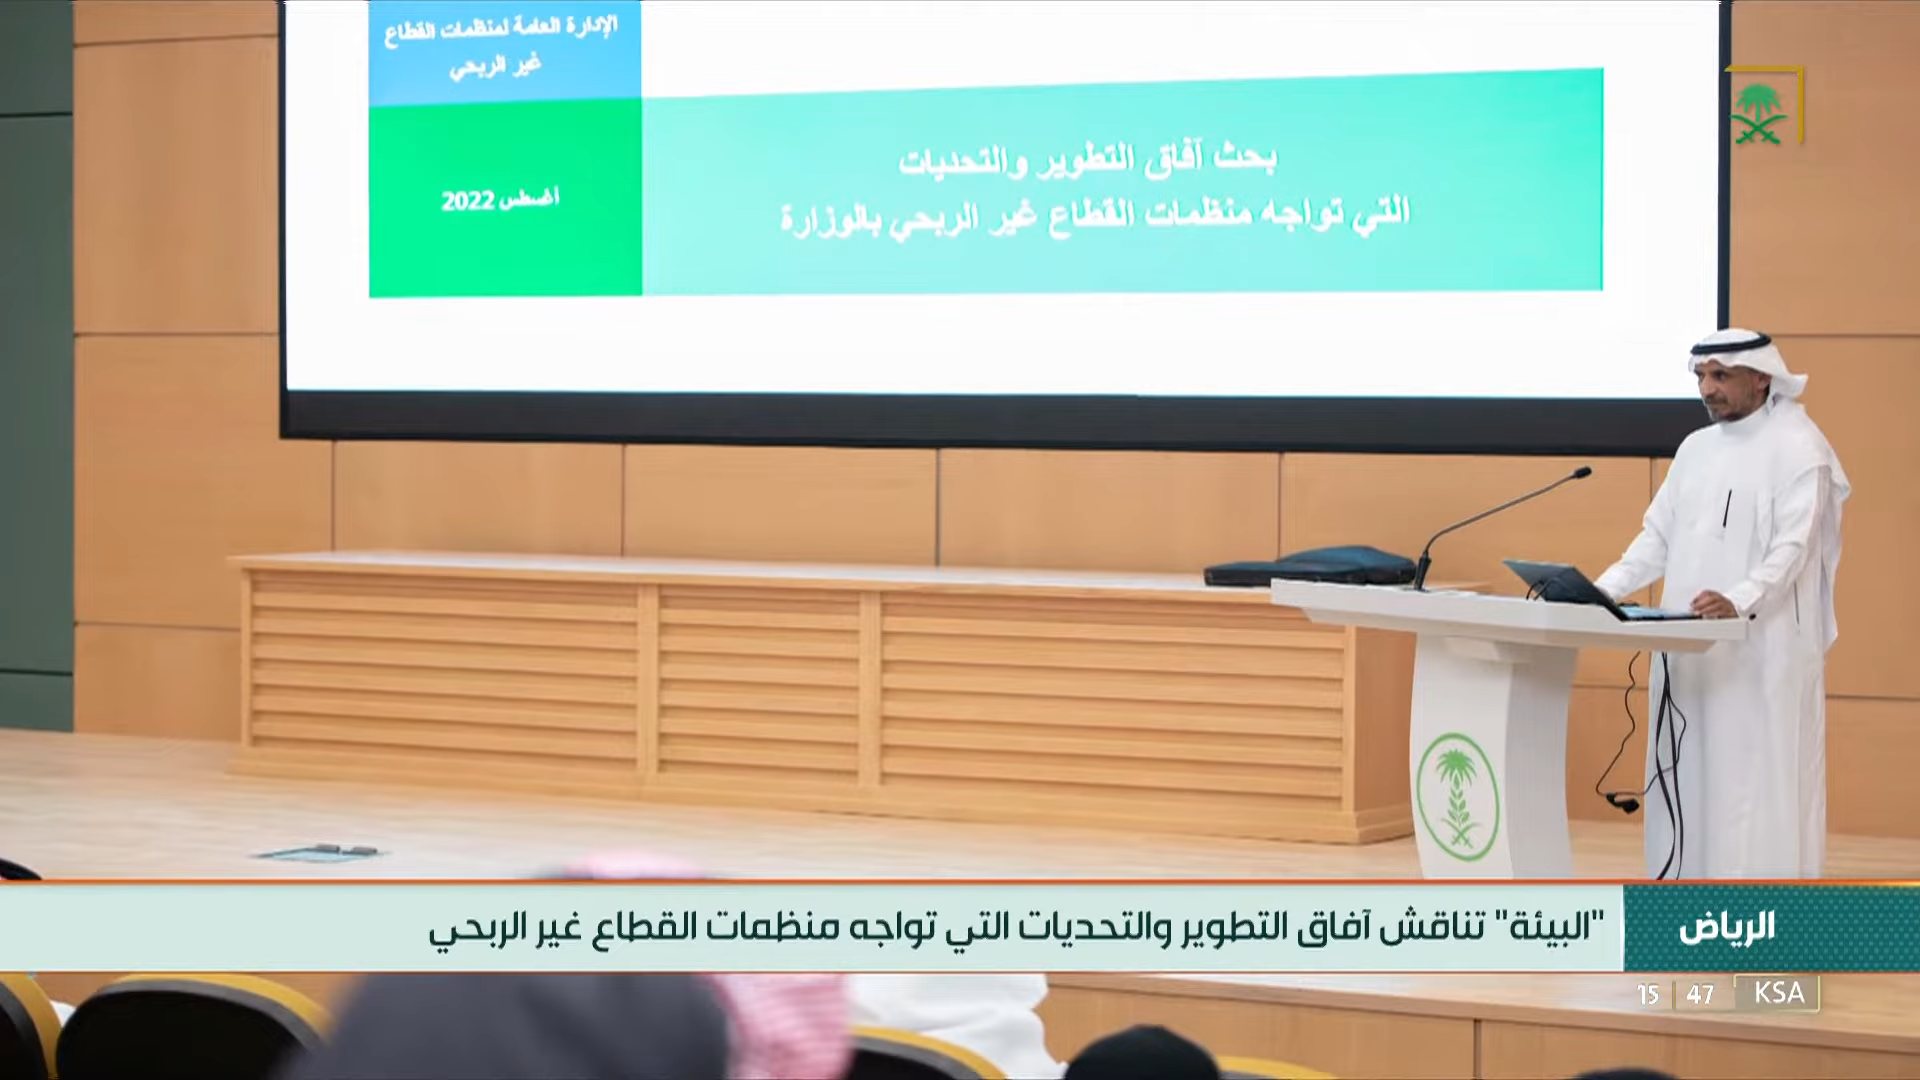 الإدارة العامة لمنظمات القطاع
غير الربحي
أغسطس 2022
بحث آفاق التطوير والتحديات
التي تواجه منظمات القطاع غير الربحي بالوزارة
الرياض
"البيئة" تناقش آفاق التطوير والتحديات التي تواجه منظمات القطاع غير الربحي
15 47 KSA